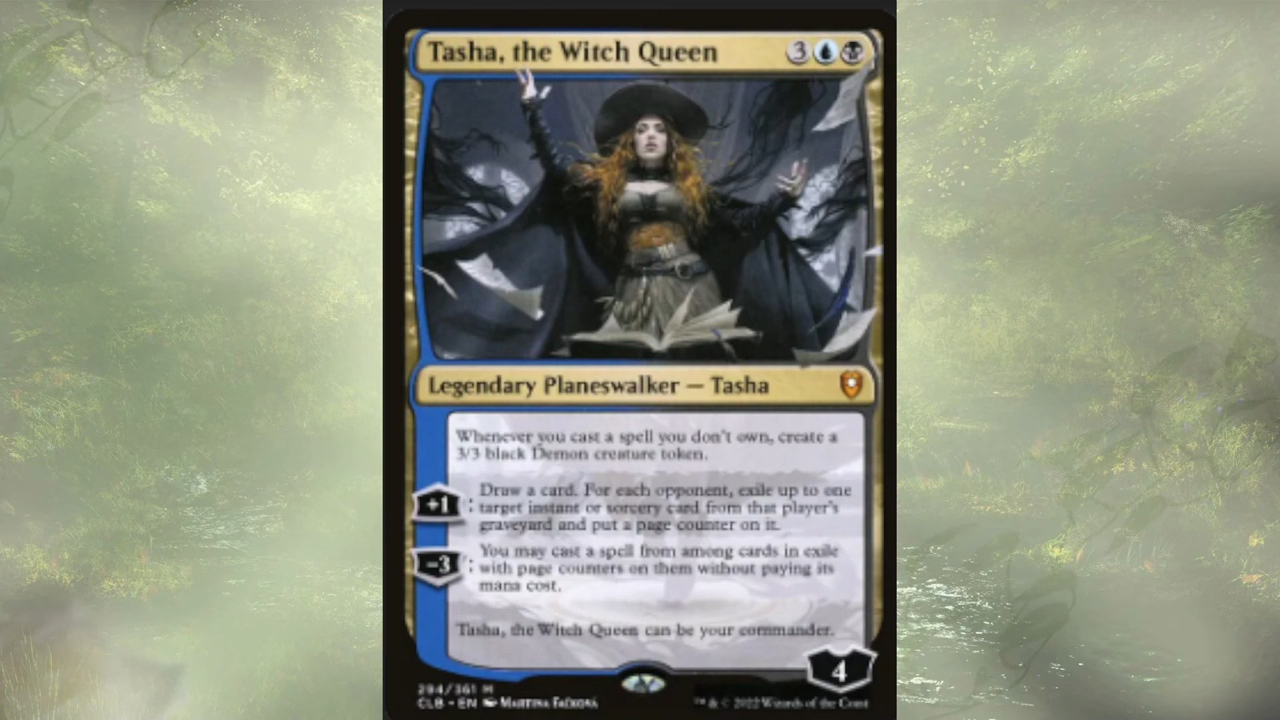 Tasha, the Witch Queen 3
Legendary Planeswalker — Tasha
Whenever you cast a spell you don't own, create a
3/3 black Demon creature token.
+1 : Draw a card. For each opponent, exile up to one
target instant or sorcery card from that player's
graveyard and put a page counter on it.
−3 : You may cast a spell from among cards in exile
with page counters on them without paying its
mana cost.
Tasha, the Witch Queen can be your commander.
4
294/361 M
CLB • EN Martina Fačková ™ & © 2022 Wizards of the Coast